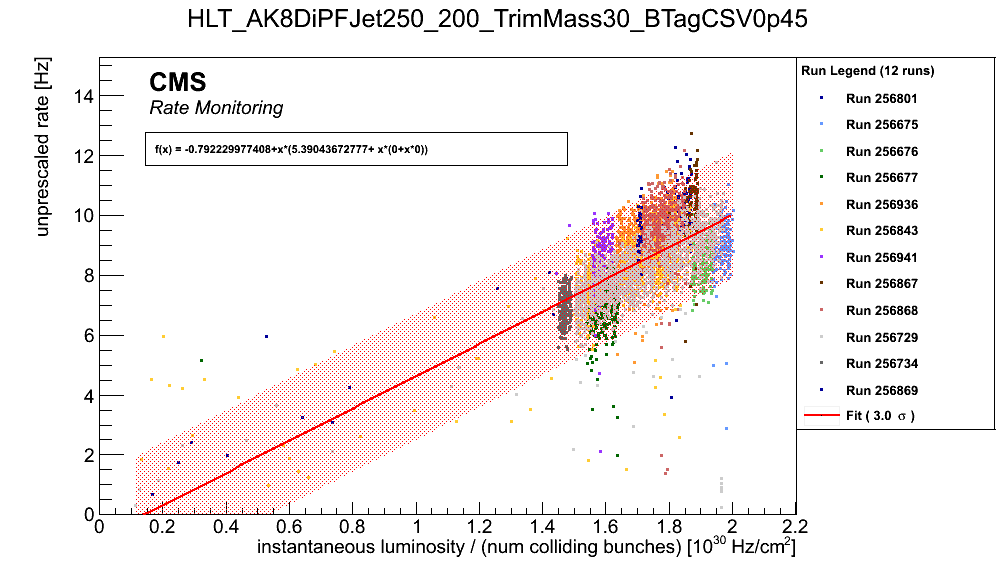 HLT_AK8DiPFJet250_200_TrimMass30_BTagCSV0p45
unprescaled rate [Hz]
CMS
Rate Monitoring
f(x) = -0.792229977408+x*(5.39043672777+ x*(0+x*0))
14
12
10
8
6
4
2
0
0 0.2 0.4 0.6 0.8 1 1.2 1.4 1.6 1.8 2 2.2
instantaneous luminosity / (num colliding bunches) [10^30 Hz/cm^2]
Run Legend (12 runs)
Run 256801
Run 256675
Run 256676
Run 256677
Run 256936
Run 256843
Run 256941
Run 256867
Run 256868
Run 256729
Run 256734
Run 256869
Fit ( 3.0 σ )